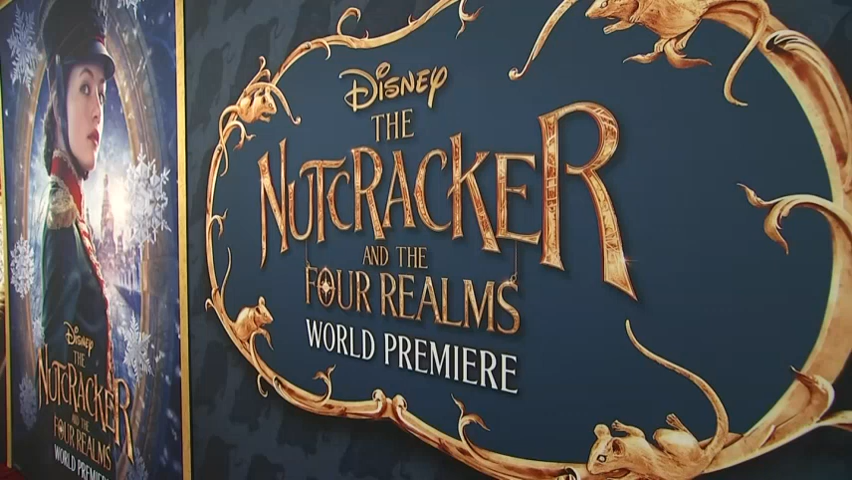 Disney
THE
NUTCRACKER
AND THE
FOUR REALMS
WORLD PREMIERE
Disney
THE
NUTCRACKER
AND THE
FOUR REALMS
WORLD PREMIERE